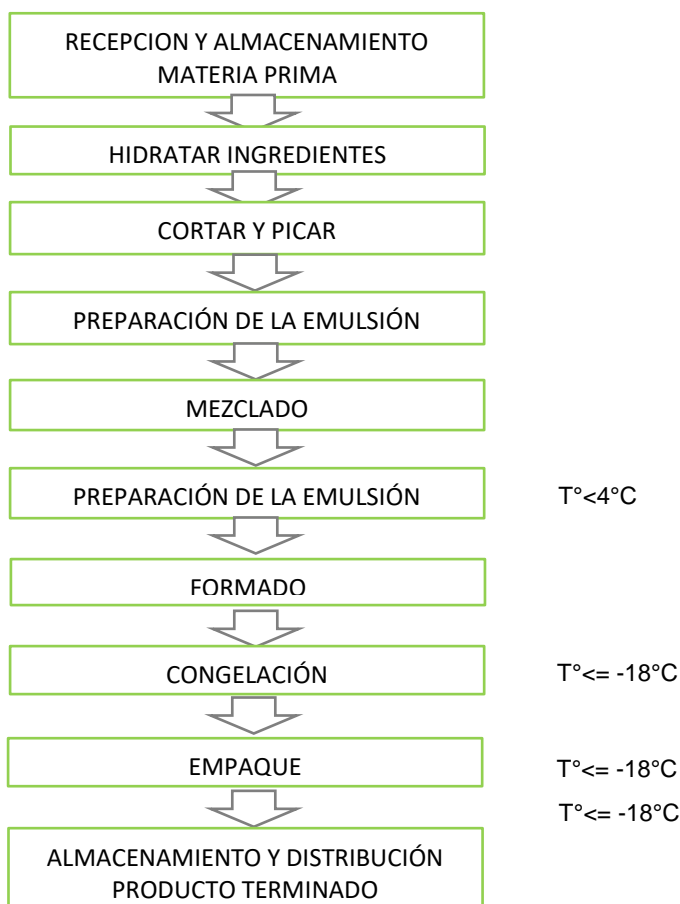 RECEPCION Y ALMACENAMIENTO
MATERIA PRIMA
HIDRATAR INGREDIENTES
CORTAR Y PICAR
PREPARACIÓN DE LA EMULSIÓN
MEZCLADO
PREPARACIÓN DE LA EMULSIÓN T°<4°C
FORMADO
CONGELACIÓN T°<= -18°C
EMPAQUE T°<= -18°C
T°<= -18°C
ALMACENAMIENTO Y DISTRIBUCIÓN
PRODUCTO TERMINADO